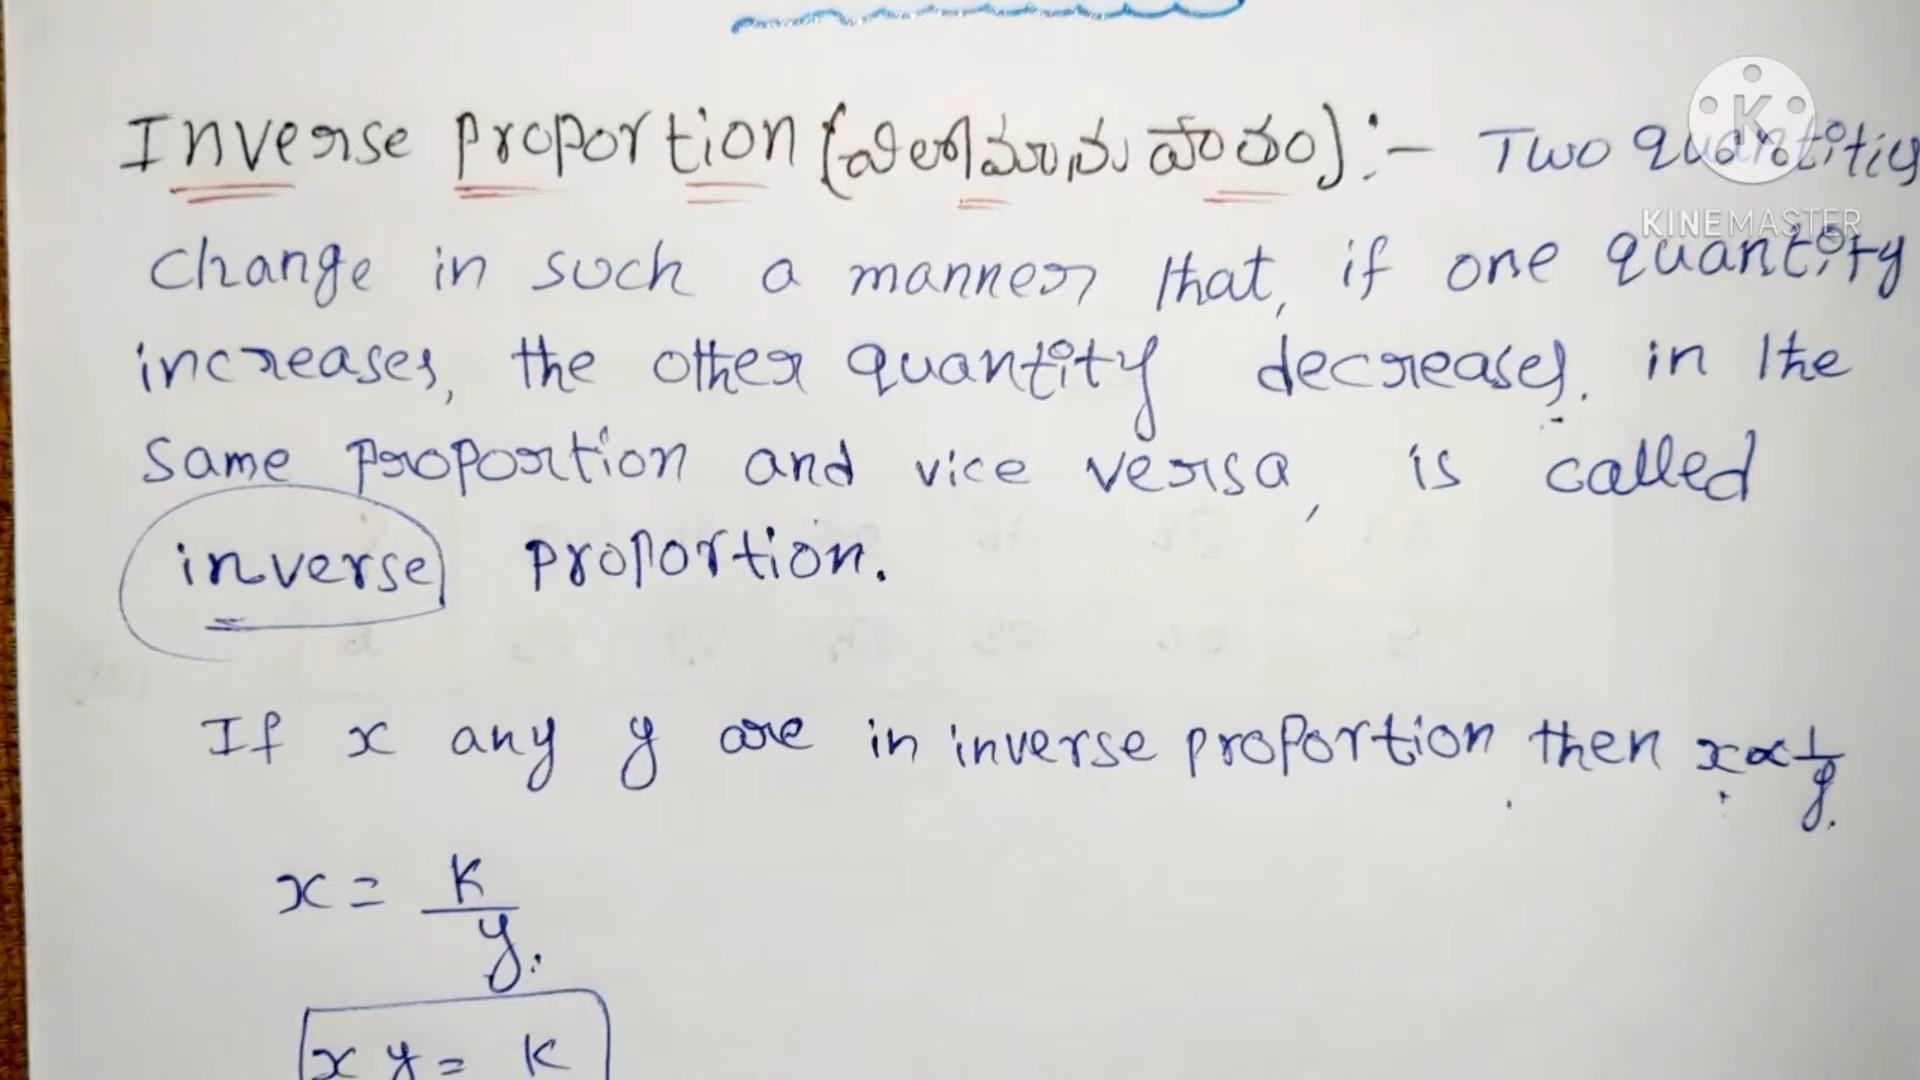 Inverse proportion (విలోమానుపాతం) :- Two quantities
change in such a manner that, if one quantity
increases, the other quantity decreases. in the
same proportion and vice versa, is called
inverse proportion.
If x any y are in inverse proportion then x ∝ 1/y.
x = K/y.
x y = K
K
KINEMASTER